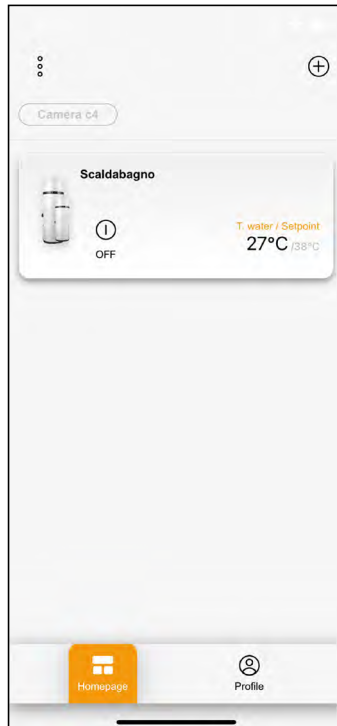 Camera c4
Scaldabagno
T. water / Setpoint
27°C /38°C
OFF
Homepage
Profile